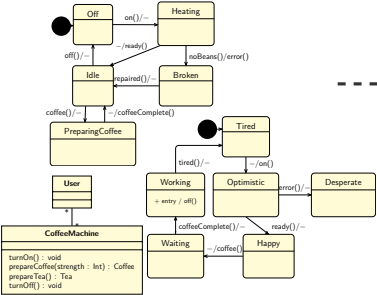 Off
on()/−
Heating
−/ready()
noBeans()/error()
off()/−
Idle
repaired()/−
Broken
coffee()/−
−/coffeeComplete()
PreparingCoffee
Tired
tired()/−
−/on()
User
*
*
CoffeeMachine
turnOn() : void
prepareCoffee(strength : Int) : Coffee
prepareTea() : Tea
turnOff() : void
Working
+ entry / off()
Optimistic
error()/−
Desperate
coffeeComplete()/−
ready()/−
Waiting
−/coffee()
Happy